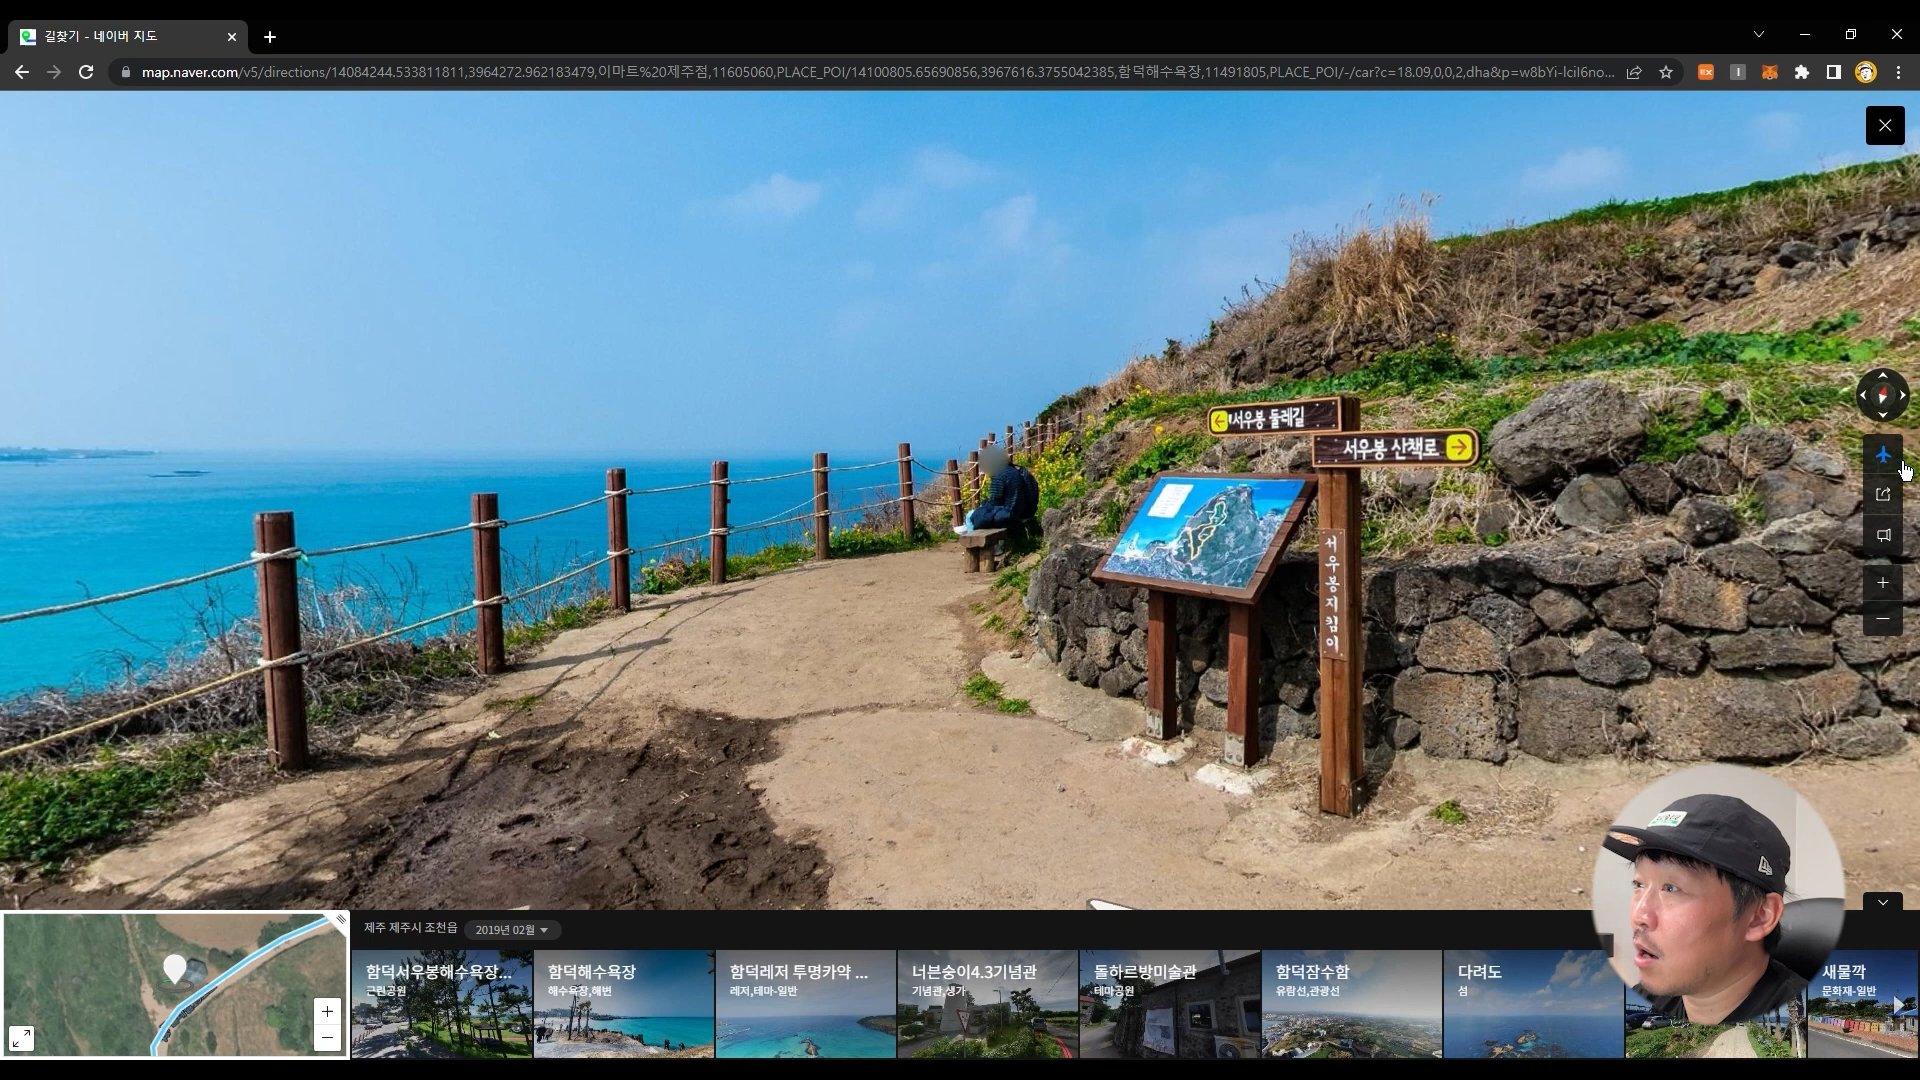 길찾기 - 네이버 지도
map.naver.com/v5/directions/14084244.533811811,3964272.962183479,이마트%20제주점,11605060,PLACE_POI/14100805.65690856,3967616.3755042385,함덕해수욕장,11491805,PLACE_POI/-/car?c=18.09,0,0,2,dha&p=w8bYi-lciI6no...
서우봉 둘레길
서우봉 산책로
서우봉지킴이
제주 제주시 조천읍
2019년 02월
함덕서우봉해수욕장...
근린공원
함덕해수욕장
해수욕장,해변
함덕레저 투명카약 ...
레저,테마-일반
너븐숭이4.3기념관
기념관,생가
돌하르방미술관
테마공원
함덕잠수함
유람선,관광선
다려도
섬
새물깍
문화재-일반